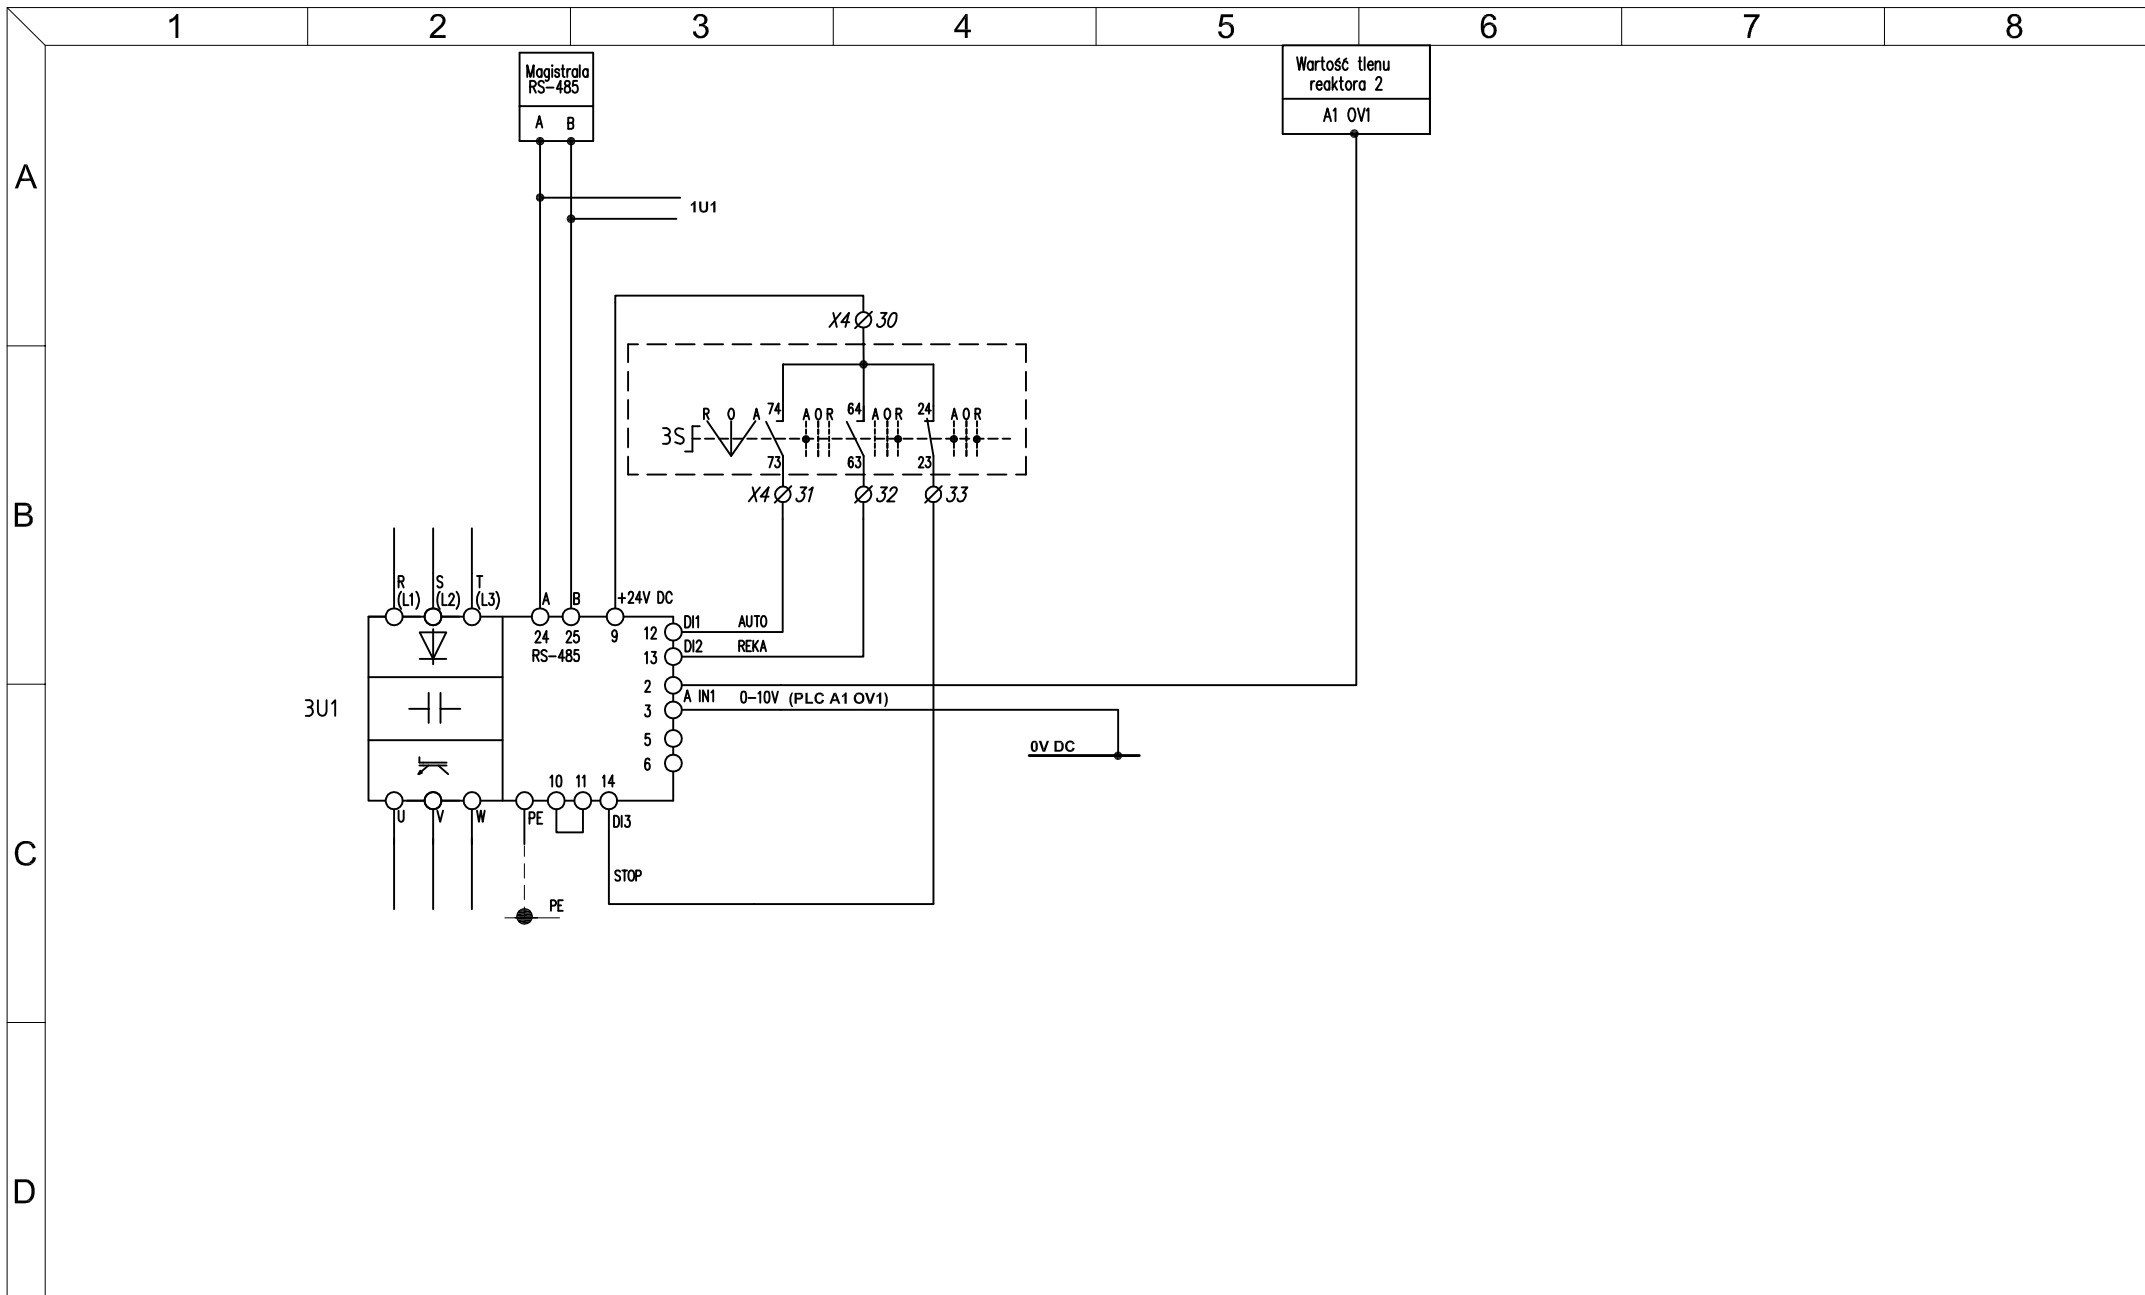 1 2 3 4 5 6 7 8
Magistrala
RS-485
A B
Wartość tlenu
reaktora 2
A1 OV1
A
1U1
X4 30
R O A 74 A O R 64 A O R 24 A O R
3S
73 63 23
X4 31 32 33
B
R S T
(L1) (L2) (L3) A B +24V DC
24 25 9
RS-485
12 DI1 AUTO
13 DI2 REKA
2
A IN1 0-10V (PLC A1 OV1)
3
3U1
5
6
0V DC
10 11 14
U V W PE DI3
C
STOP
PE
D